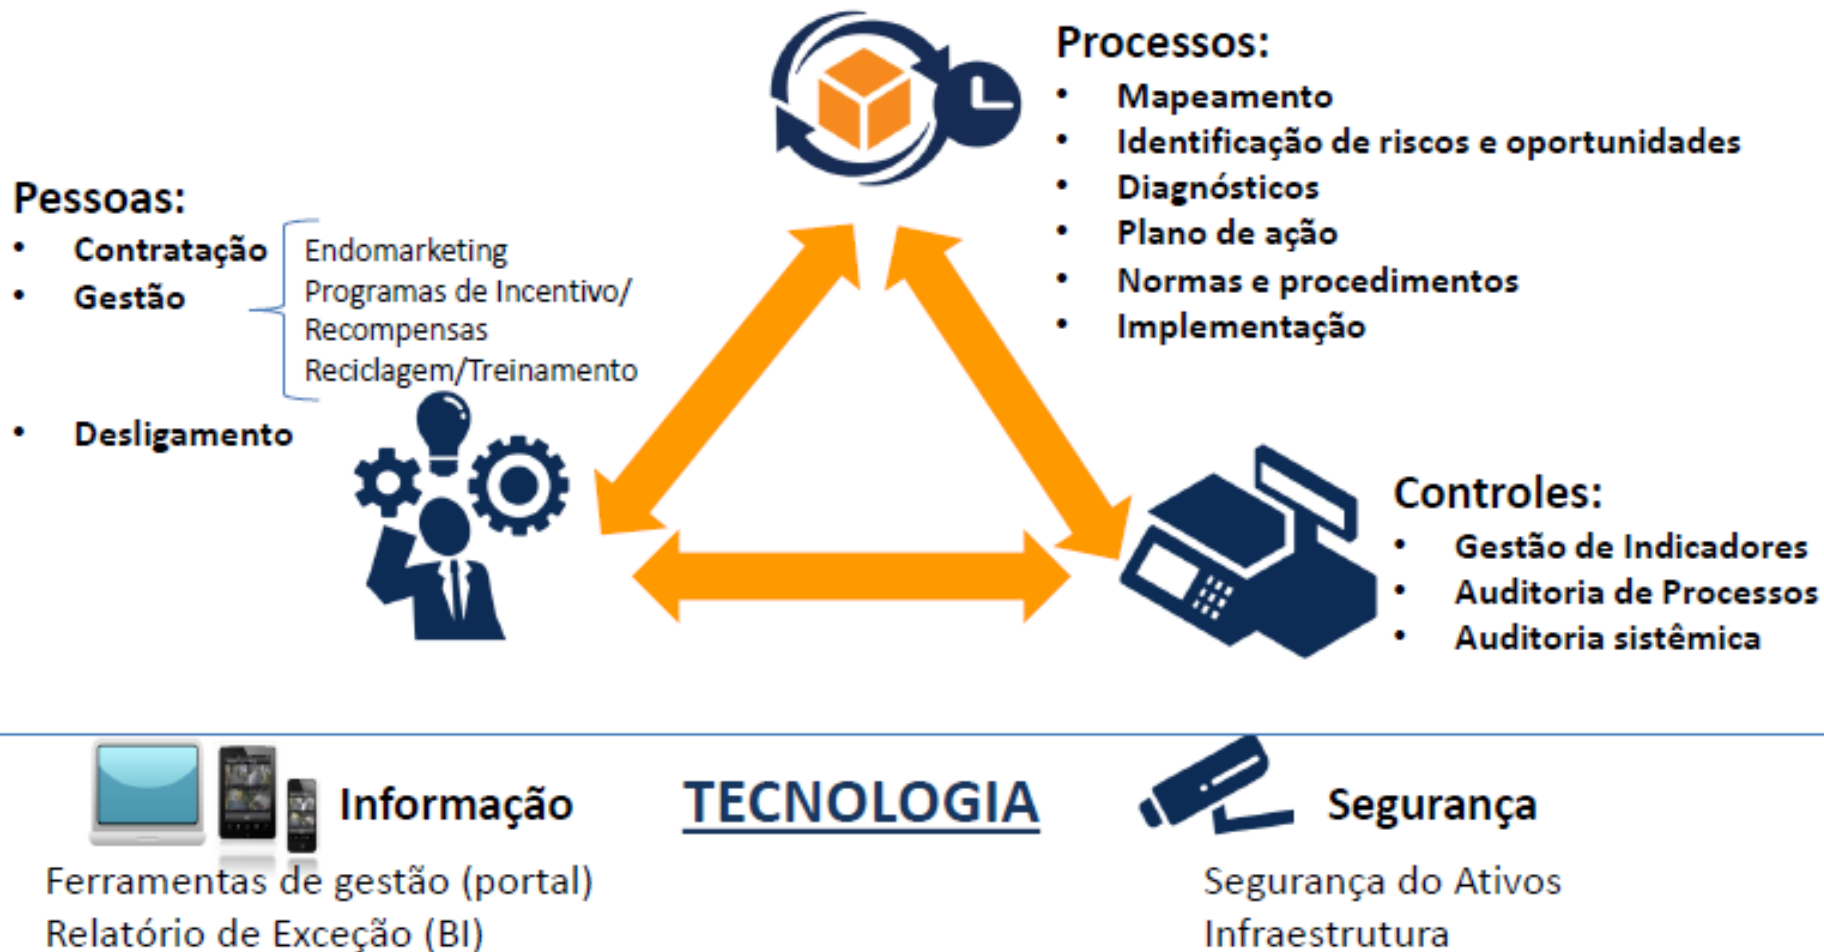 Processos:
• Mapeamento
• Identificação de riscos e oportunidades
• Diagnósticos
• Plano de ação
• Normas e procedimentos
• Implementação
Pessoas:
• Contratação
• Gestão
Endomarketing
Programas de Incentivo/
Recompensas
Reciclagem/Treinamento
• Desligamento
Controles:
• Gestão de Indicadores
• Auditoria de Processos
• Auditoria sistêmica
Informação
TECNOLOGIA
Segurança
Ferramentas de gestão (portal)
Relatório de Exceção (BI)
Segurança do Ativos
Infraestrutura